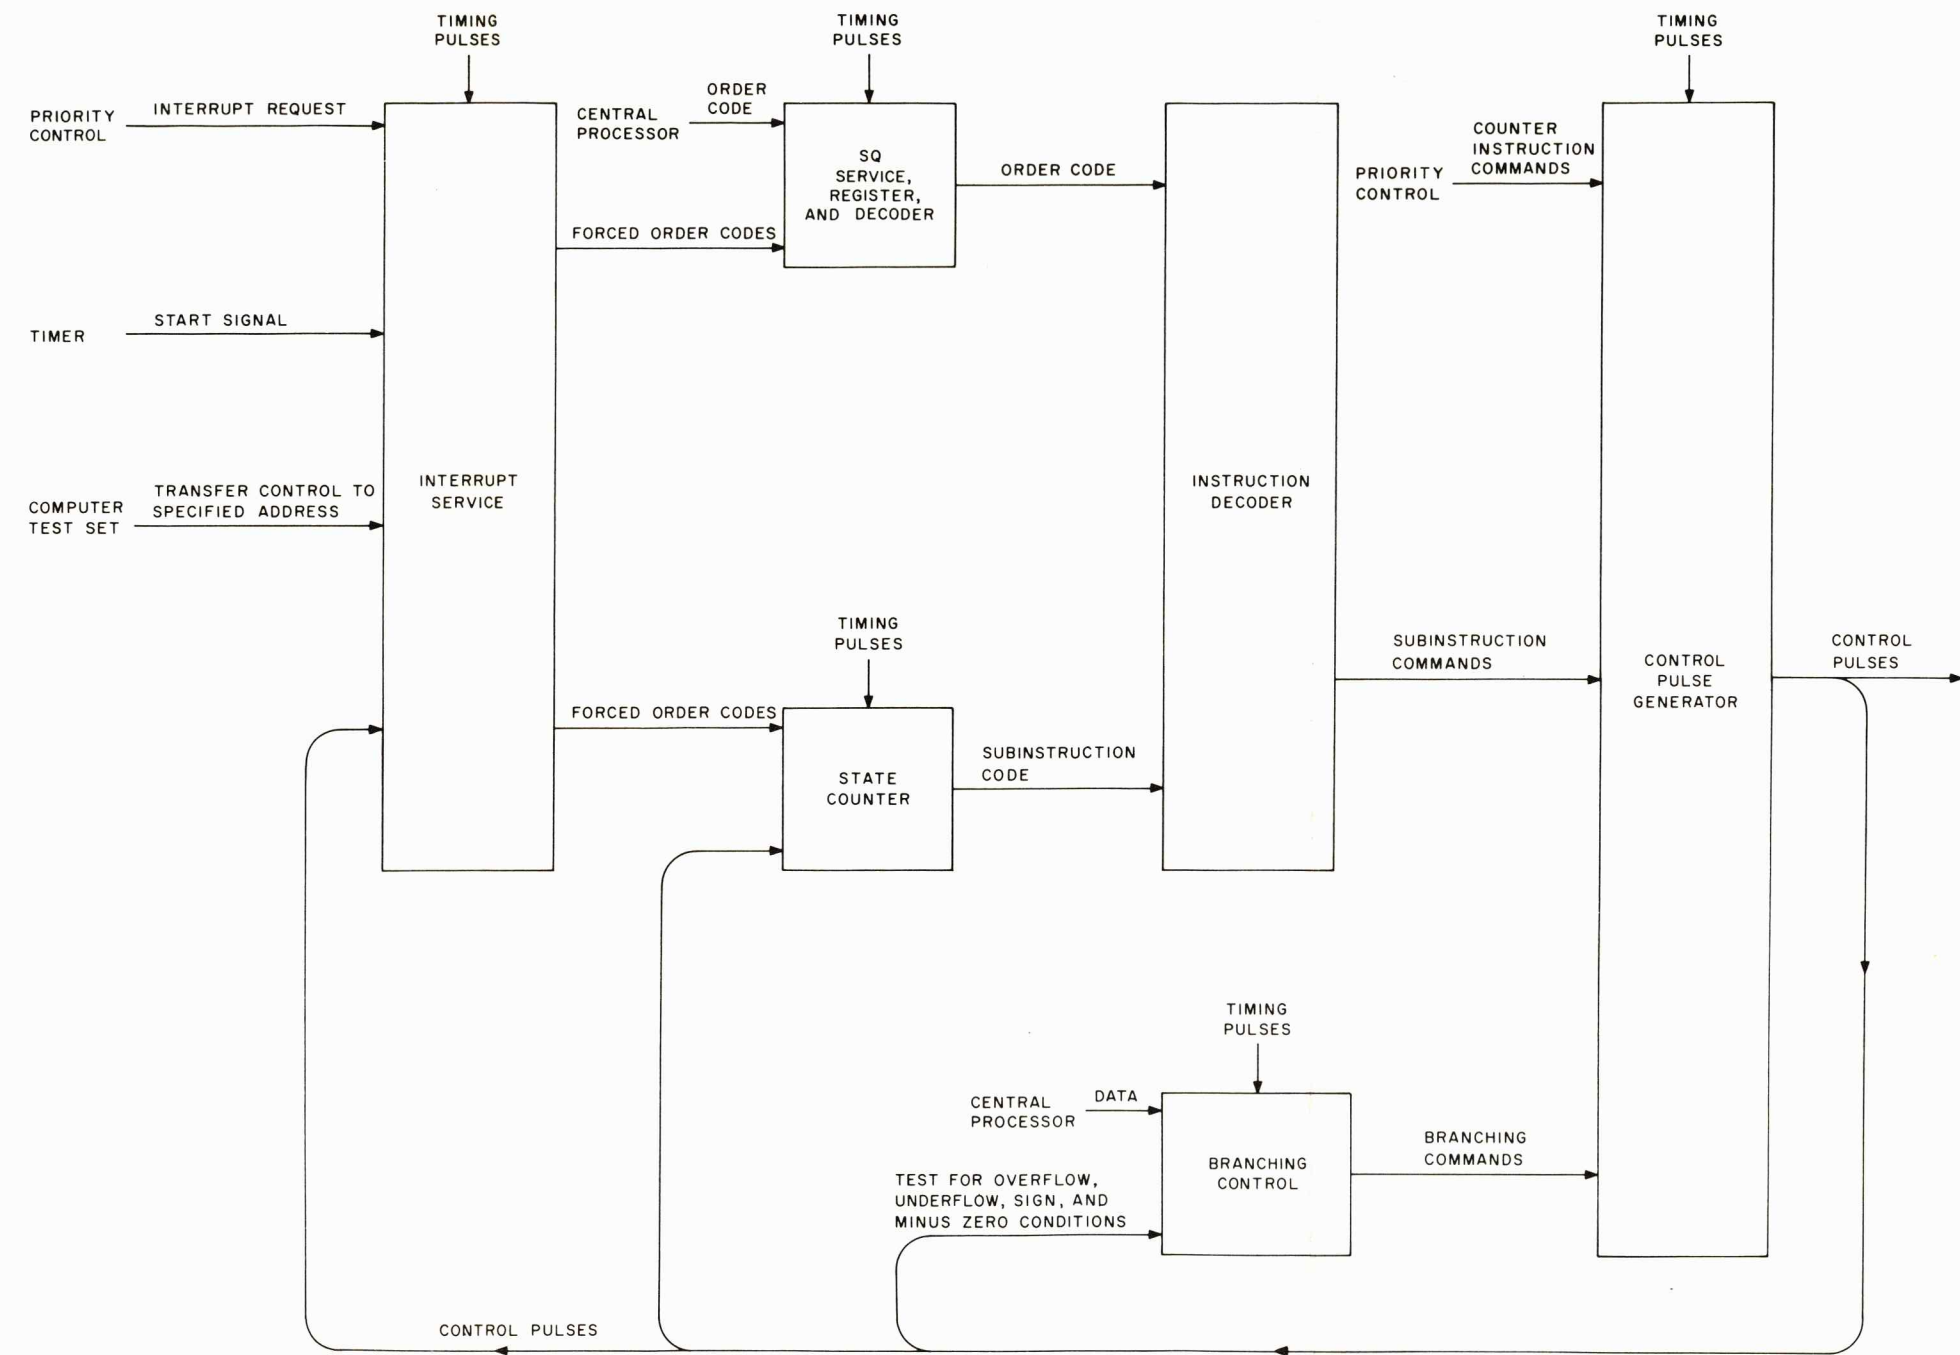 TIMING
PULSES
TIMING
PULSES
TIMING
PULSES
PRIORITY
CONTROL
INTERRUPT REQUEST
CENTRAL
PROCESSOR
ORDER
CODE
SQ
SERVICE,
REGISTER,
AND DECODER
ORDER CODE
PRIORITY
CONTROL
COUNTER
INSTRUCTION
COMMANDS
FORCED ORDER CODES
TIMER
START SIGNAL
COMPUTER
TEST SET
TRANSFER CONTROL TO
SPECIFIED ADDRESS
INTERRUPT
SERVICE
INSTRUCTION
DECODER
TIMING
PULSES
SUBINSTRUCTION
COMMANDS
CONTROL
PULSE
GENERATOR
CONTROL
PULSES
FORCED ORDER CODES
STATE
COUNTER
SUBINSTRUCTION
CODE
TIMING
PULSES
CENTRAL
PROCESSOR
DATA
BRANCHING
CONTROL
BRANCHING
COMMANDS
TEST FOR OVERFLOW,
UNDERFLOW, SIGN, AND
MINUS ZERO CONDITIONS
CONTROL PULSES